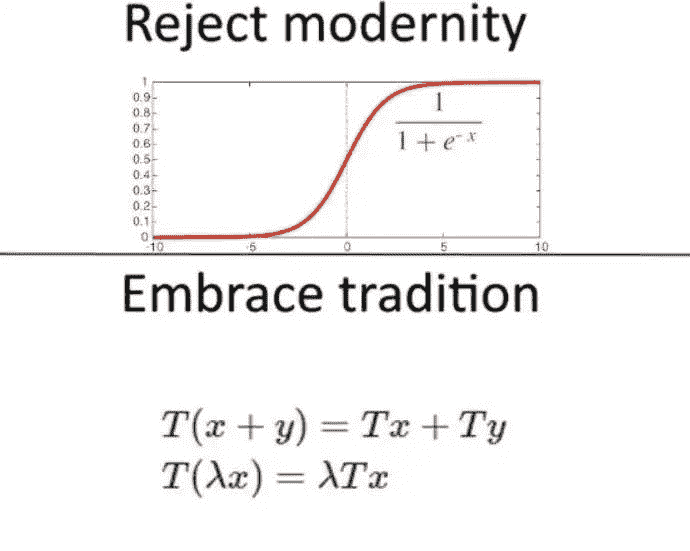 Reject modernity
1
0.9
0.8
0.7
0.6
0.5
0.4
0.3
0.2
0.1
0
-10 -5 0 5 10
1
1 + e⁻ˣ
Embrace tradition
T(x + y) = Tx + Ty
T(λx) = λTx